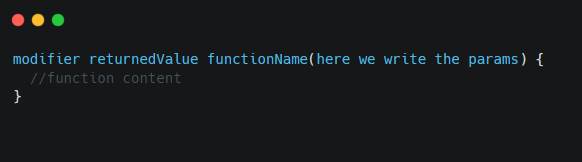 modifier returnedValue functionName(here we write the params) {
  //function content
}